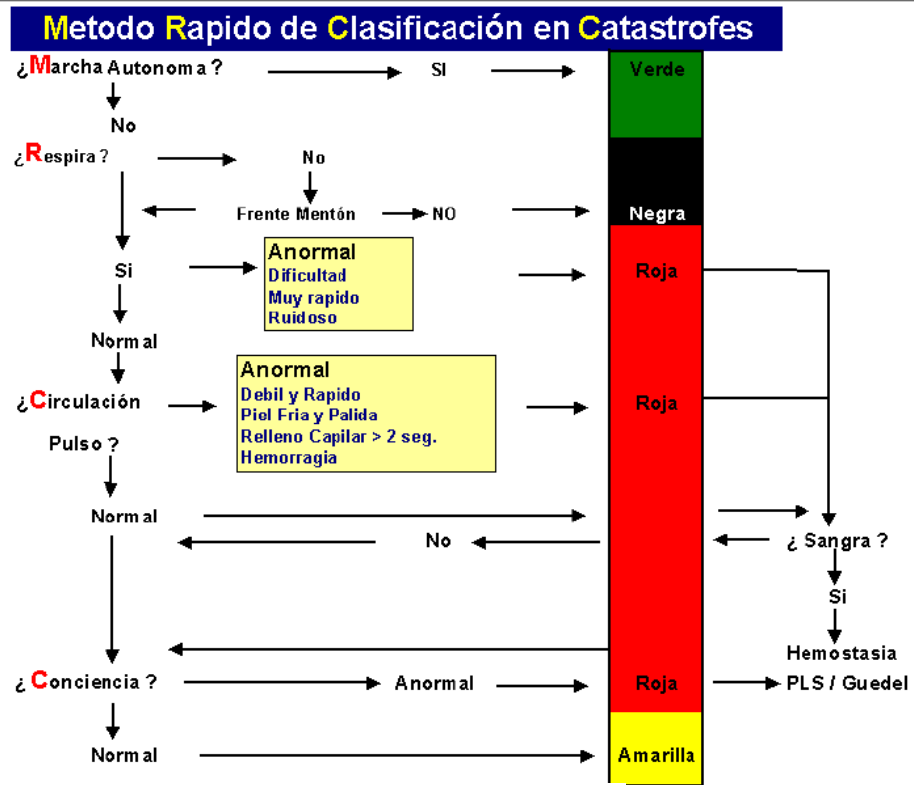 Metodo Rapido de Clasificación en Catastrofes
¿Marcha Autonoma ? SI Verde
No
¿Respira ? No
Frente Mentón NO Negra
Anormal
Si Dificultad Roja
Muy rapido
Ruidoso
Normal
Anormal
Debil y Rapido
¿Circulación Piel Fria y Palida Roja
Pulso ? Relleno Capilar > 2 seg.
Hemorragia
Normal
No ¿ Sangra ?
Si
Hemostasia
¿ Conciencia ? Anormal Roja PLS / Guedel
Normal Amarilla